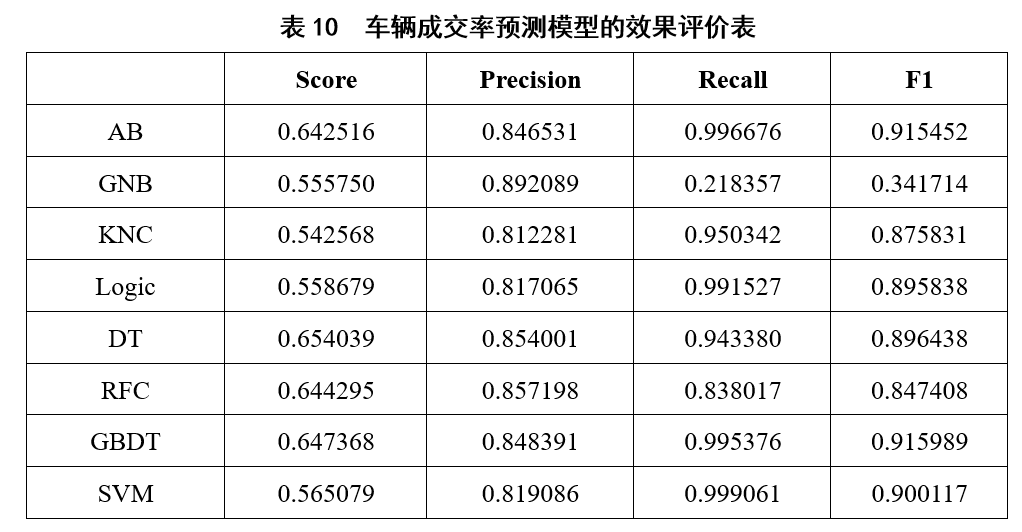 表 10 车辆成交率预测模型的效果评价表
Score Precision Recall F1
AB 0.642516 0.846531 0.996676 0.915452
GNB 0.555750 0.892089 0.218357 0.341714
KNC 0.542568 0.812281 0.950342 0.875831
Logic 0.558679 0.817065 0.991527 0.895838
DT 0.654039 0.854001 0.943380 0.896438
RFC 0.644295 0.857198 0.838017 0.847408
GBDT 0.647368 0.848391 0.995376 0.915989
SVM 0.565079 0.819086 0.999061 0.900117